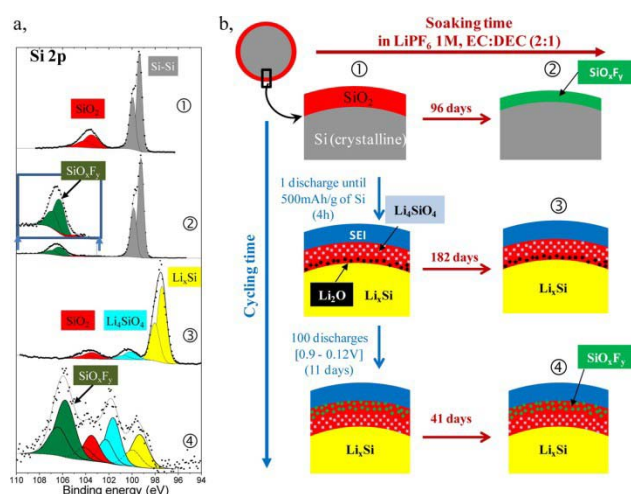 a,
Si 2p
Si-Si
①
SiO2
SiOxFy
②
LixSi
SiO2
Li4SiO4
③
SiOxFy
④
110 108 106 104 102 100 98 96 94
Binding energy (eV)
b,
Soaking time
in LiPF6 1M, EC:DEC (2:1)
①
②
SiOxFy
SiO2
Si (crystalline)
96 days
Cycling time
1 discharge until
500mAh/g of Si
(4h)
Li4SiO4
③
SEI
Li2O
LixSi
182 days
LixSi
100 discharges
[0.9 - 0.12V]
(11 days)
④
SiOxFy
LixSi
41 days
LixSi